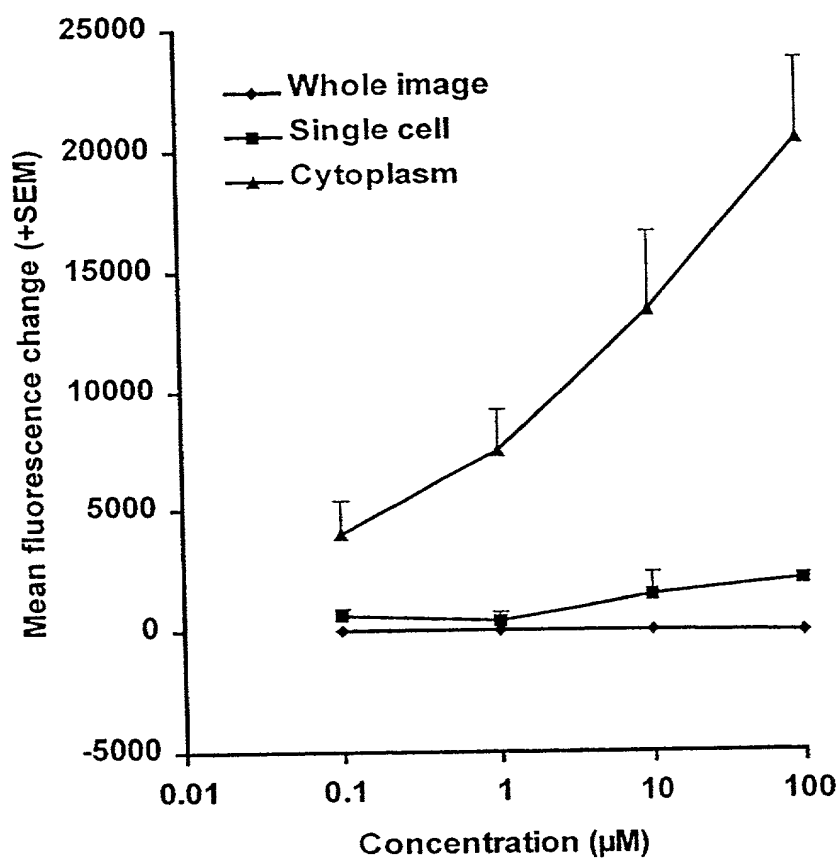 25000
20000
15000
10000
5000
0
-5000
Mean fluorescence change (+SEM)
Whole image
Single cell
Cytoplasm
0.01 0.1 1 10 100
Concentration (µM)